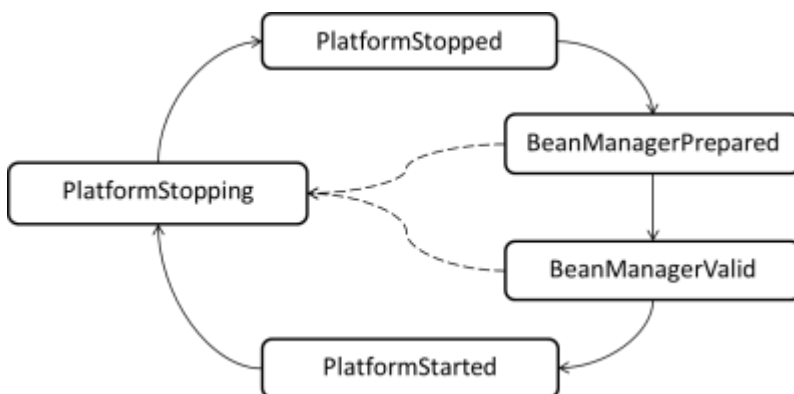 PlatformStopped
BeanManagerPrepared
PlatformStopping
BeanManagerValid
PlatformStarted